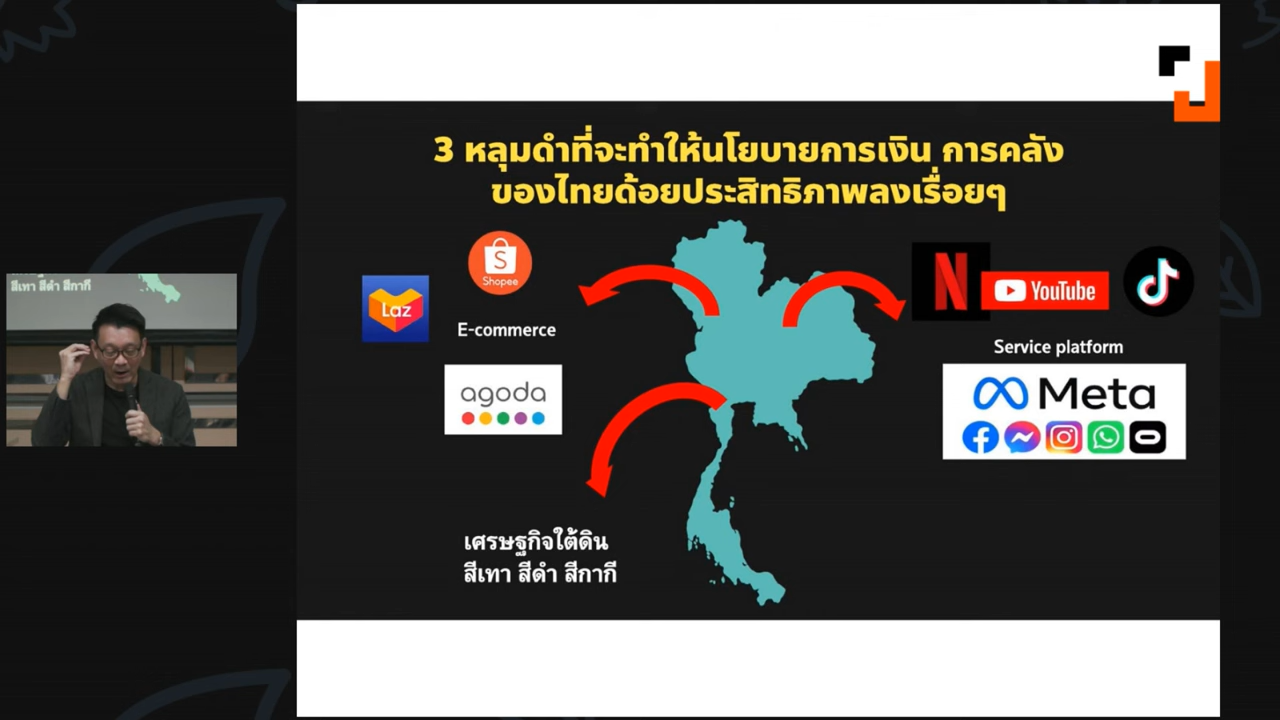 3 หลุมดำที่จะทำให้นโยบายการเงิน การคลัง
ของไทยด้อยประสิทธิภาพลงเรื่อยๆ
Laz
S
Shopee
E-commerce
agoda
N
YouTube
Service platform
Meta
เศรษฐกิจใต้ดิน
สีเทา สีดำ สีกากี
สีเทา สีดำ สีกากี